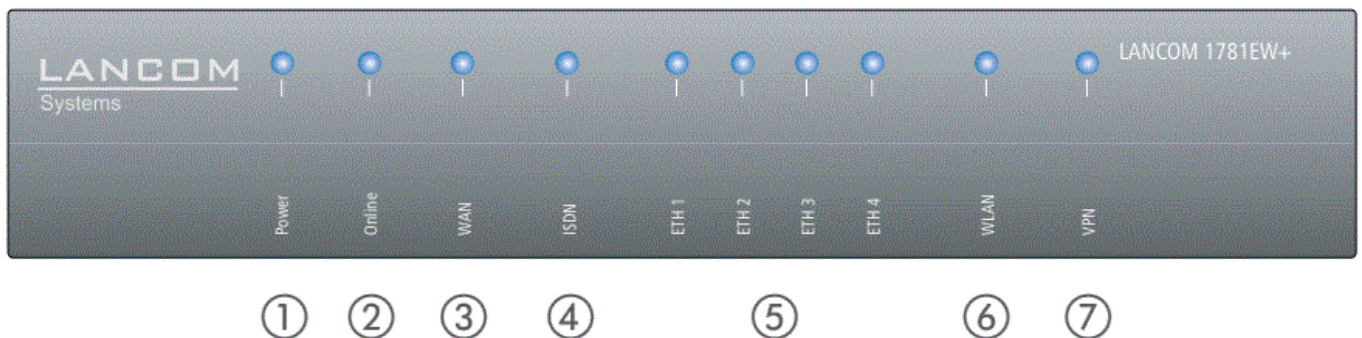 LANCOM
Systems
LANCOM 1781EW+
Power
Online
WAN
ISDN
ETH 1
ETH 2
ETH 3
ETH 4
WLAN
VPN
① ② ③ ④ ⑤ ⑥ ⑦